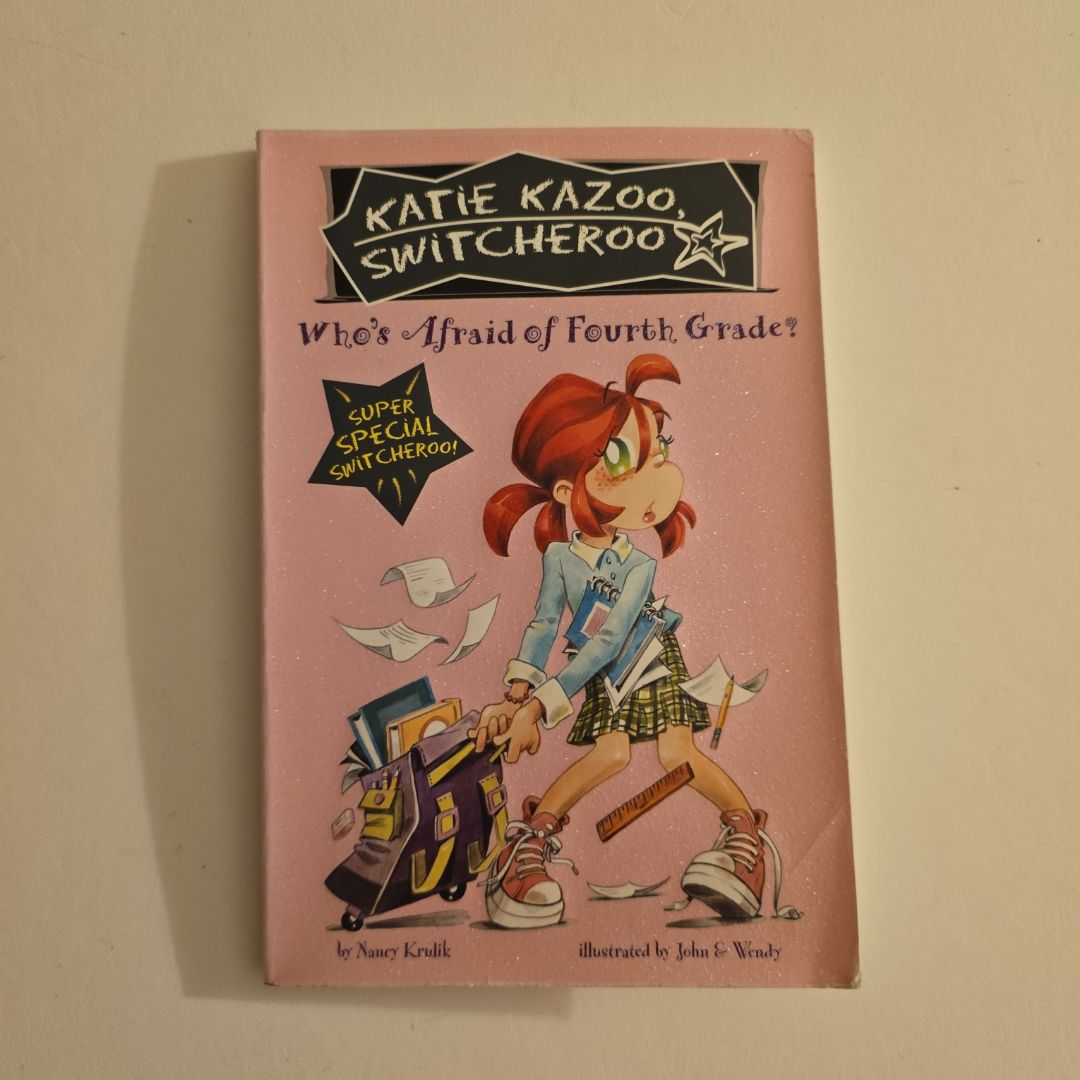 KATiE KAZOO,
SWiTCHEROO
Who's Afraid of Fourth Grade?
SUPER
SPECiAL
SWiTCHEROO!
by Nancy Krulik
illustrated by John & Wendy